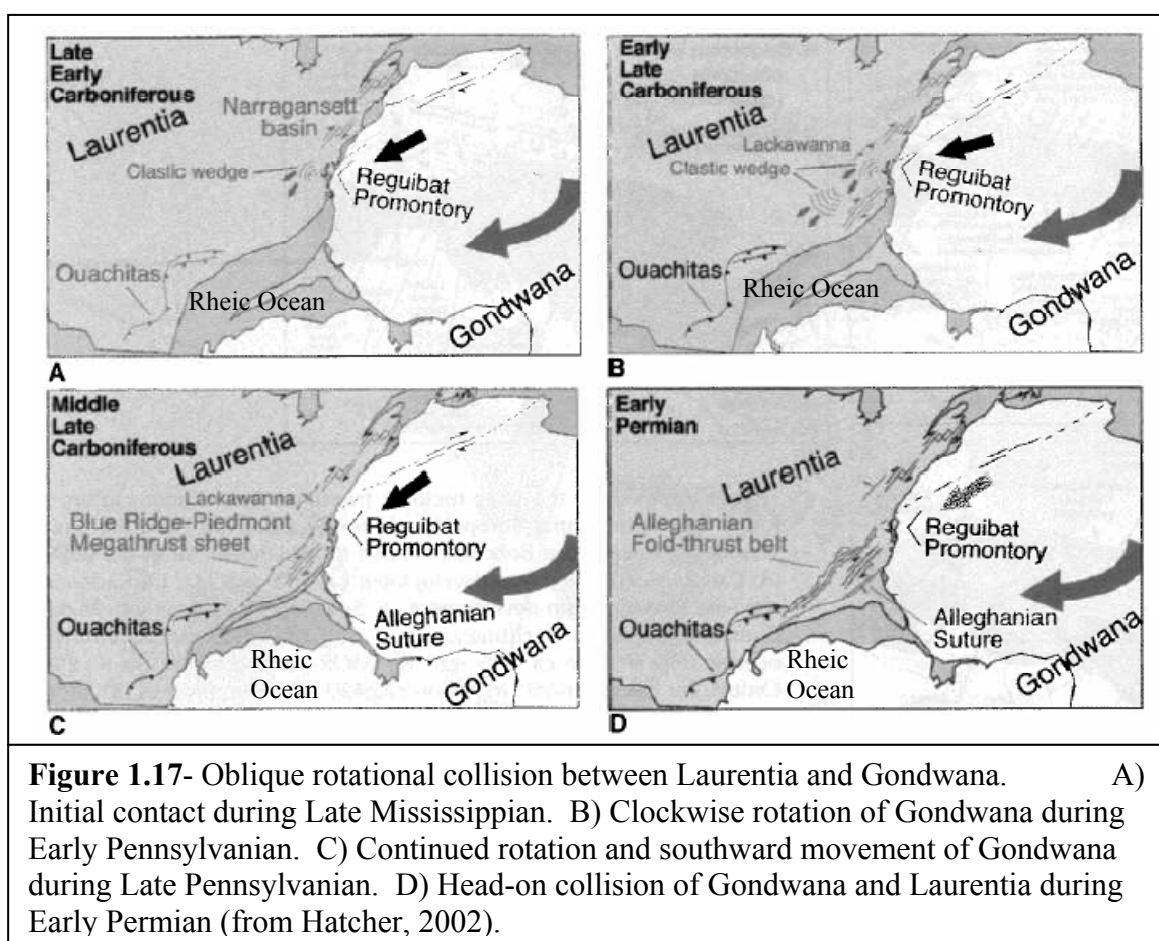 Late
Early
Carboniferous
Laurentia
Narragansett
basin
Clastic wedge
Reguibat
Promontory
Ouachitas
Rheic Ocean
Gondwana
A
Early
Late
Carboniferous
Laurentia
Lackawanna
Clastic wedge
Reguibat
Promontory
Ouachitas
Rheic Ocean
Gondwana
B
Middle
Late
Carboniferous
Laurentia
Lackawanna
Blue Ridge-Piedmont
Megathrust sheet
Reguibat
Promontory
Ouachitas
Alleghanian
Suture
Rheic
Ocean
Gondwana
C
Early
Permian
Laurentia
Alleghanian
Fold-thrust belt
Reguibat
Promontory
Ouachitas
Alleghanian
Suture
Rheic
Ocean
Gondwana
D
Figure 1.17- Oblique rotational collision between Laurentia and Gondwana. A)
Initial contact during Late Mississippian. B) Clockwise rotation of Gondwana during
Early Pennsylvanian. C) Continued rotation and southward movement of Gondwana
during Late Pennsylvanian. D) Head-on collision of Gondwana and Laurentia during
Early Permian (from Hatcher, 2002).